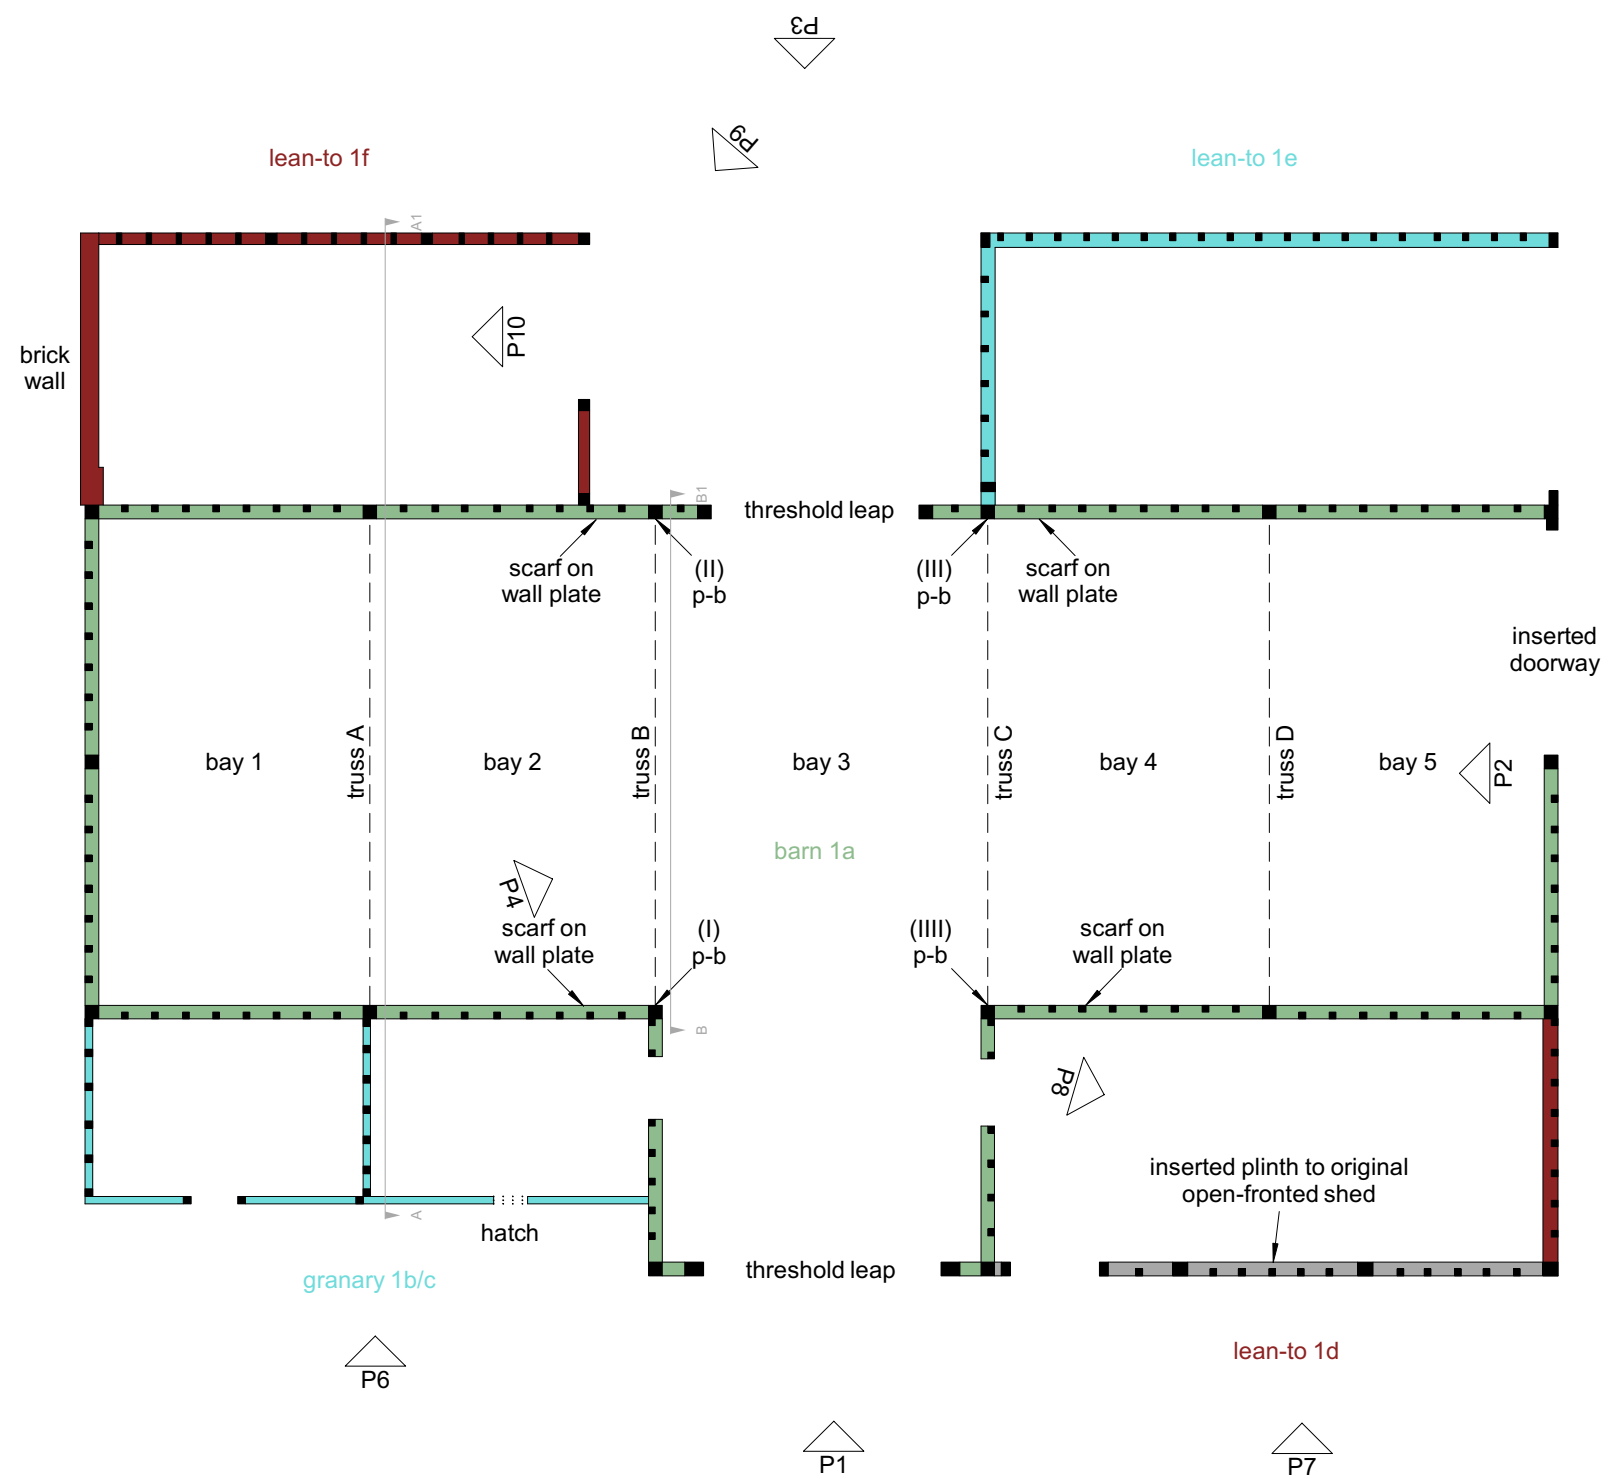 P3
P9
lean-to 1f
lean-to 1e
A1
P10
brick
wall
B1
threshold leap
scarf on
wall plate
(II)
p-b
(III)
p-b
scarf on
wall plate
inserted
doorway
bay 1
truss A
bay 2
truss B
bay 3
truss C
bay 4
truss D
bay 5
P2
barn 1a
P4
scarf on
wall plate
(I)
p-b
(IIII)
p-b
scarf on
wall plate
B
P8
inserted plinth to original
open-fronted shed
A
hatch
granary 1b/c
threshold leap
lean-to 1d
P6
P1
P7